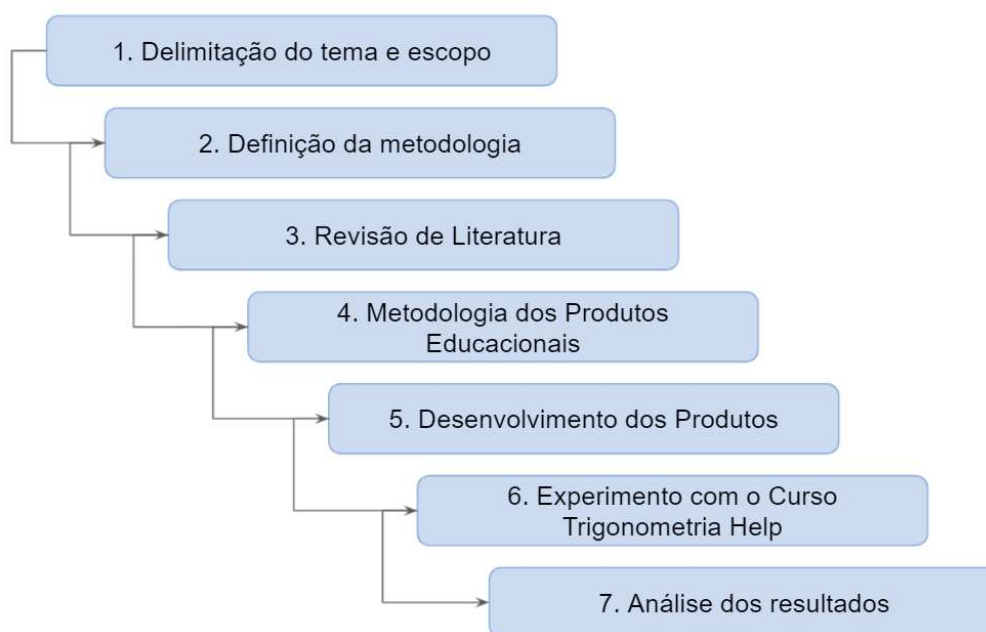 1. Delimitação do tema e escopo
2. Definição da metodologia
3. Revisão de Literatura
4. Metodologia dos Produtos
Educacionais
5. Desenvolvimento dos Produtos
6. Experimento com o Curso
Trigonometria Help
7. Análise dos resultados